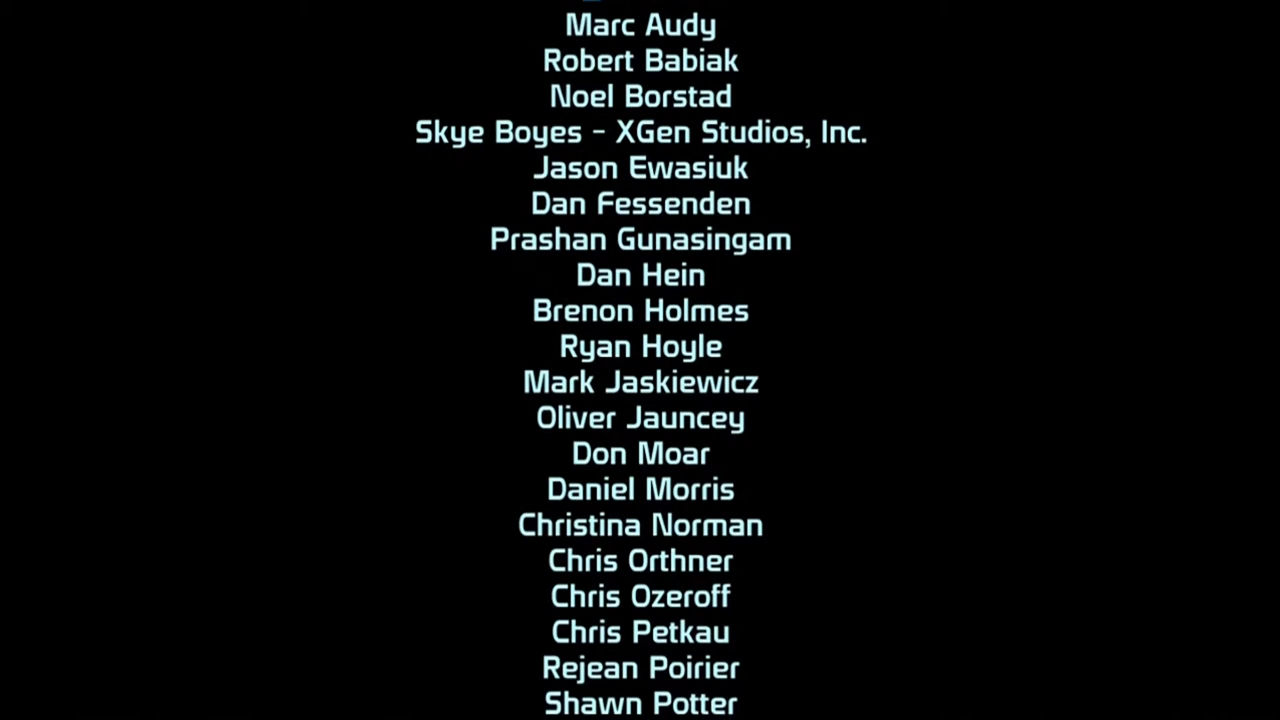 Marc Audy
Robert Babiak
Noel Borstad
Skye Boyes - XGen Studios, Inc.
Jason Ewasiuk
Dan Fessenden
Prashan Gunasingam
Dan Hein
Brenon Holmes
Ryan Hoyle
Mark Jaskiewicz
Oliver Jauncey
Don Moar
Daniel Morris
Christina Norman
Chris Orthner
Chris Ozeroff
Chris Petkau
Rejean Poirier
Shawn Potter